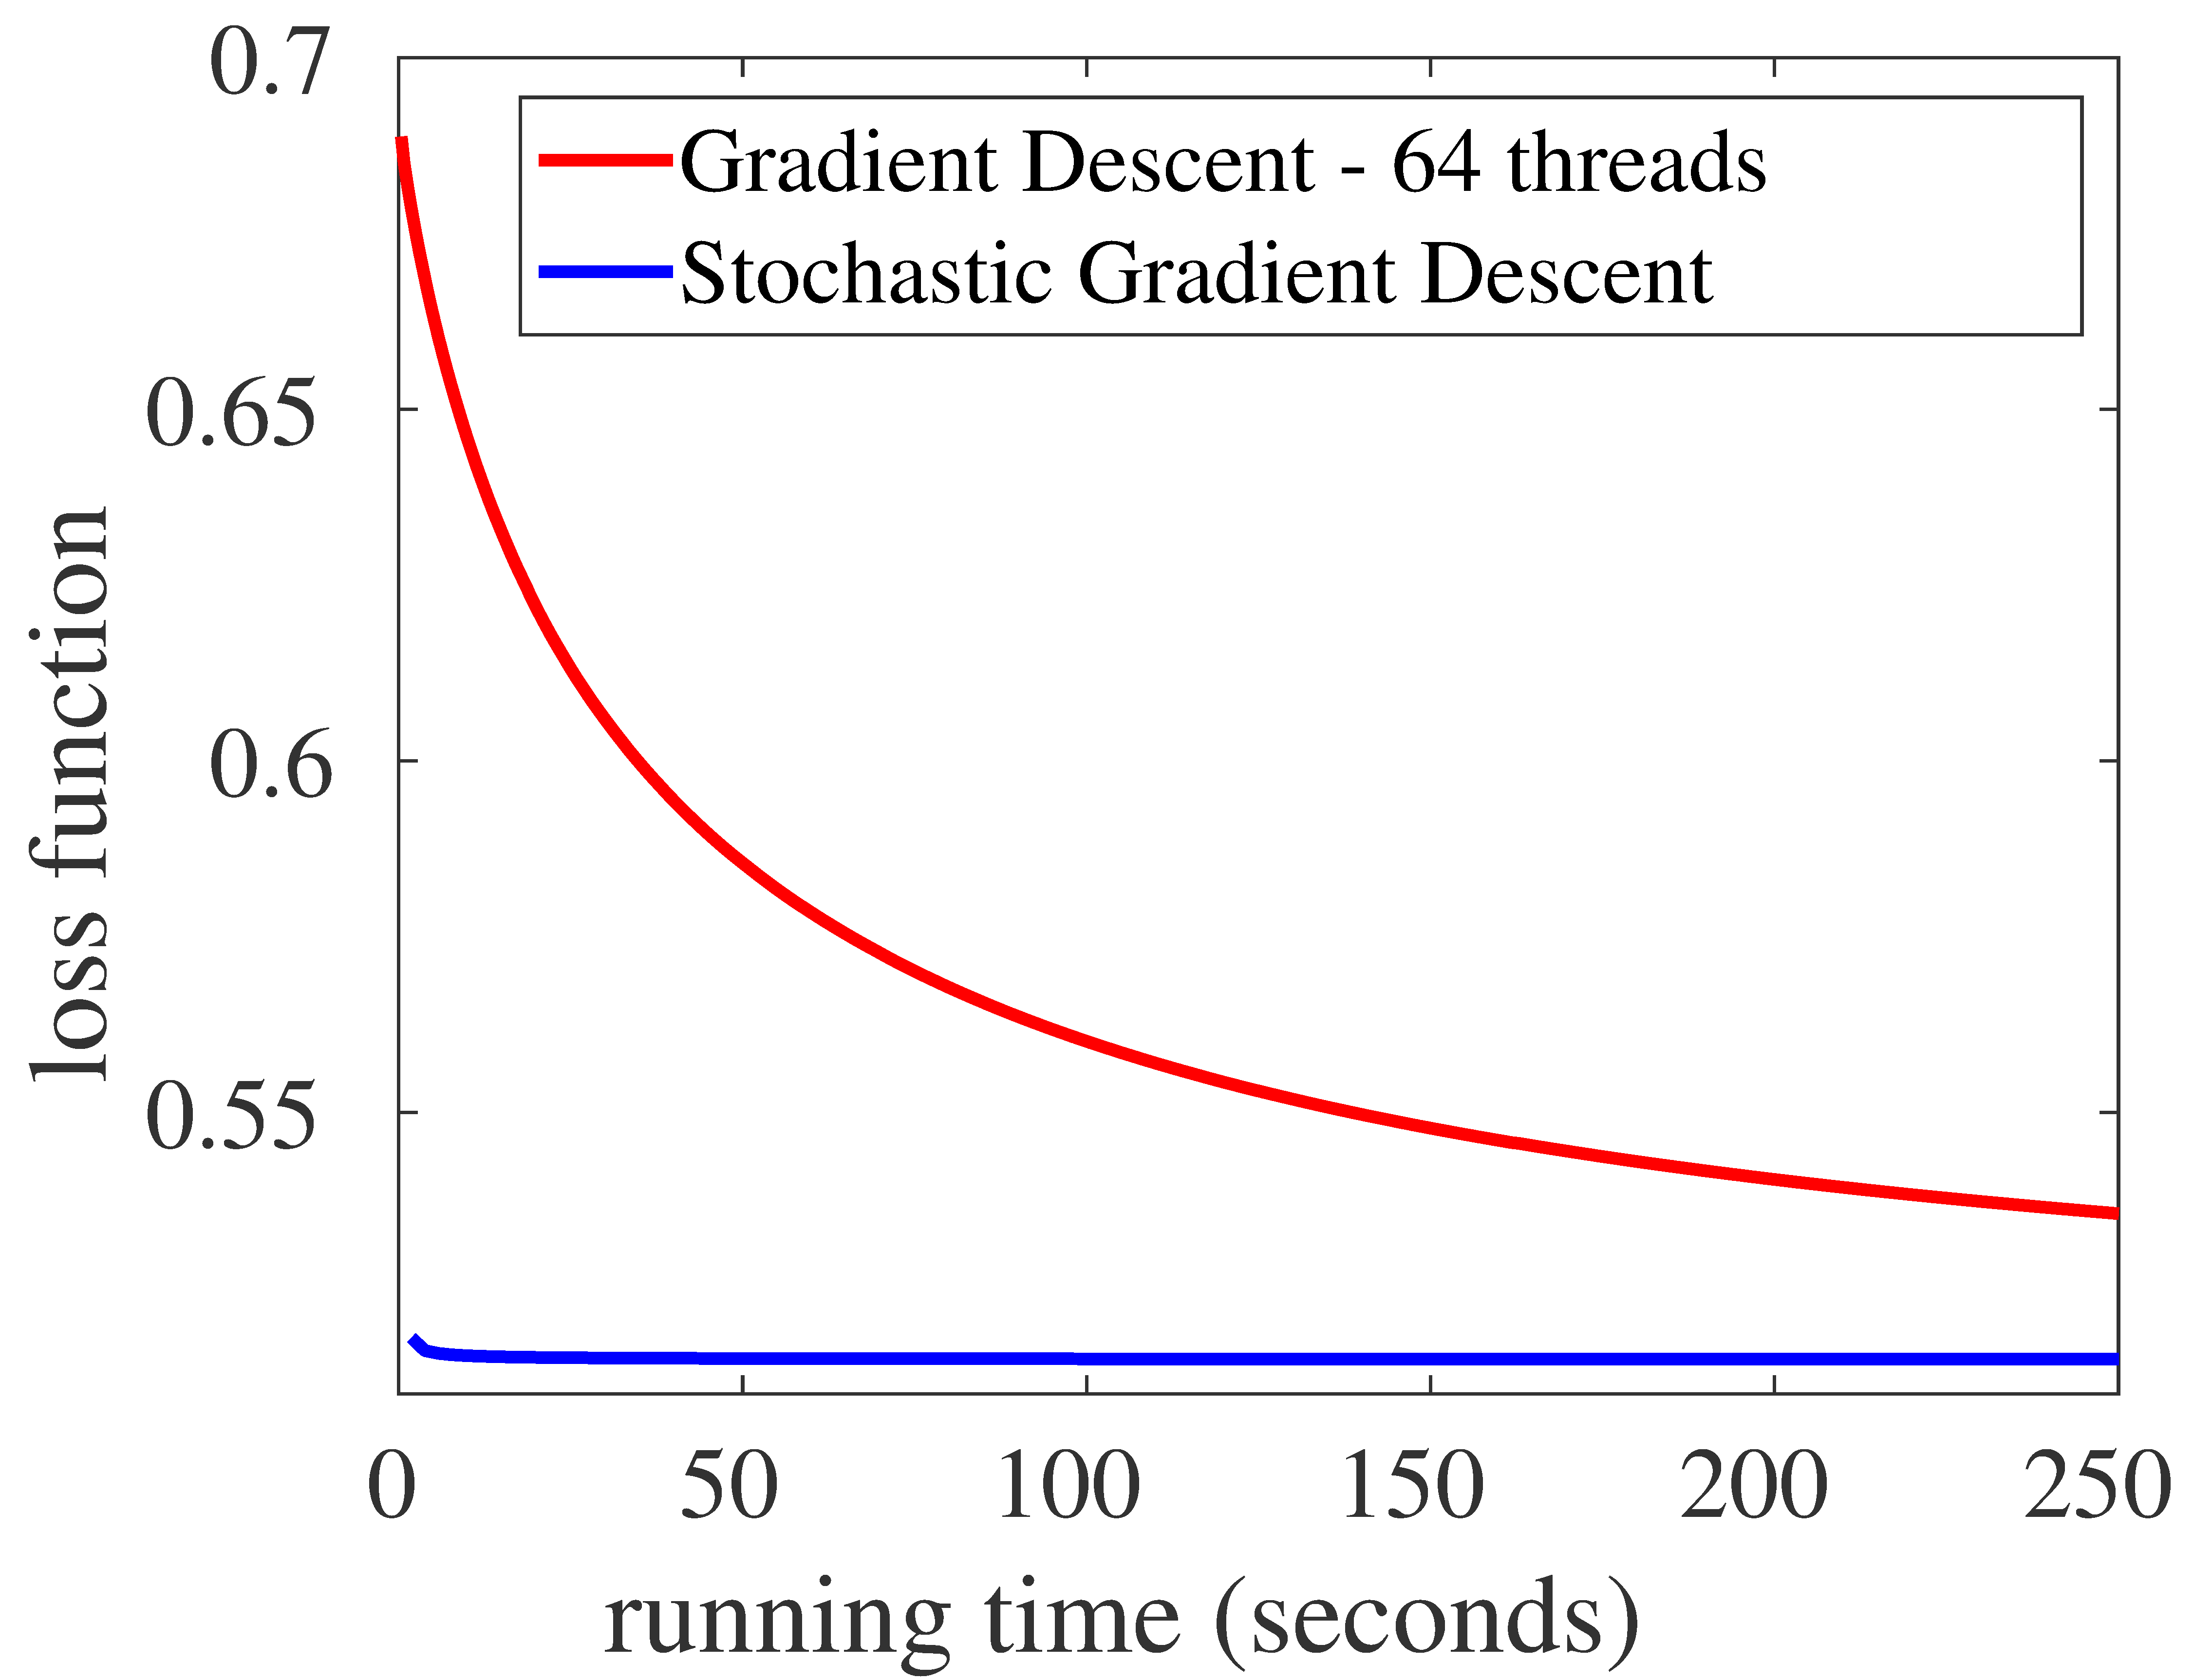 0.7
Gradient Descent - 64 threads
Stochastic Gradient Descent
0.65
0.6
0.55
loss function
0 50 100 150 200 250
running time (seconds)